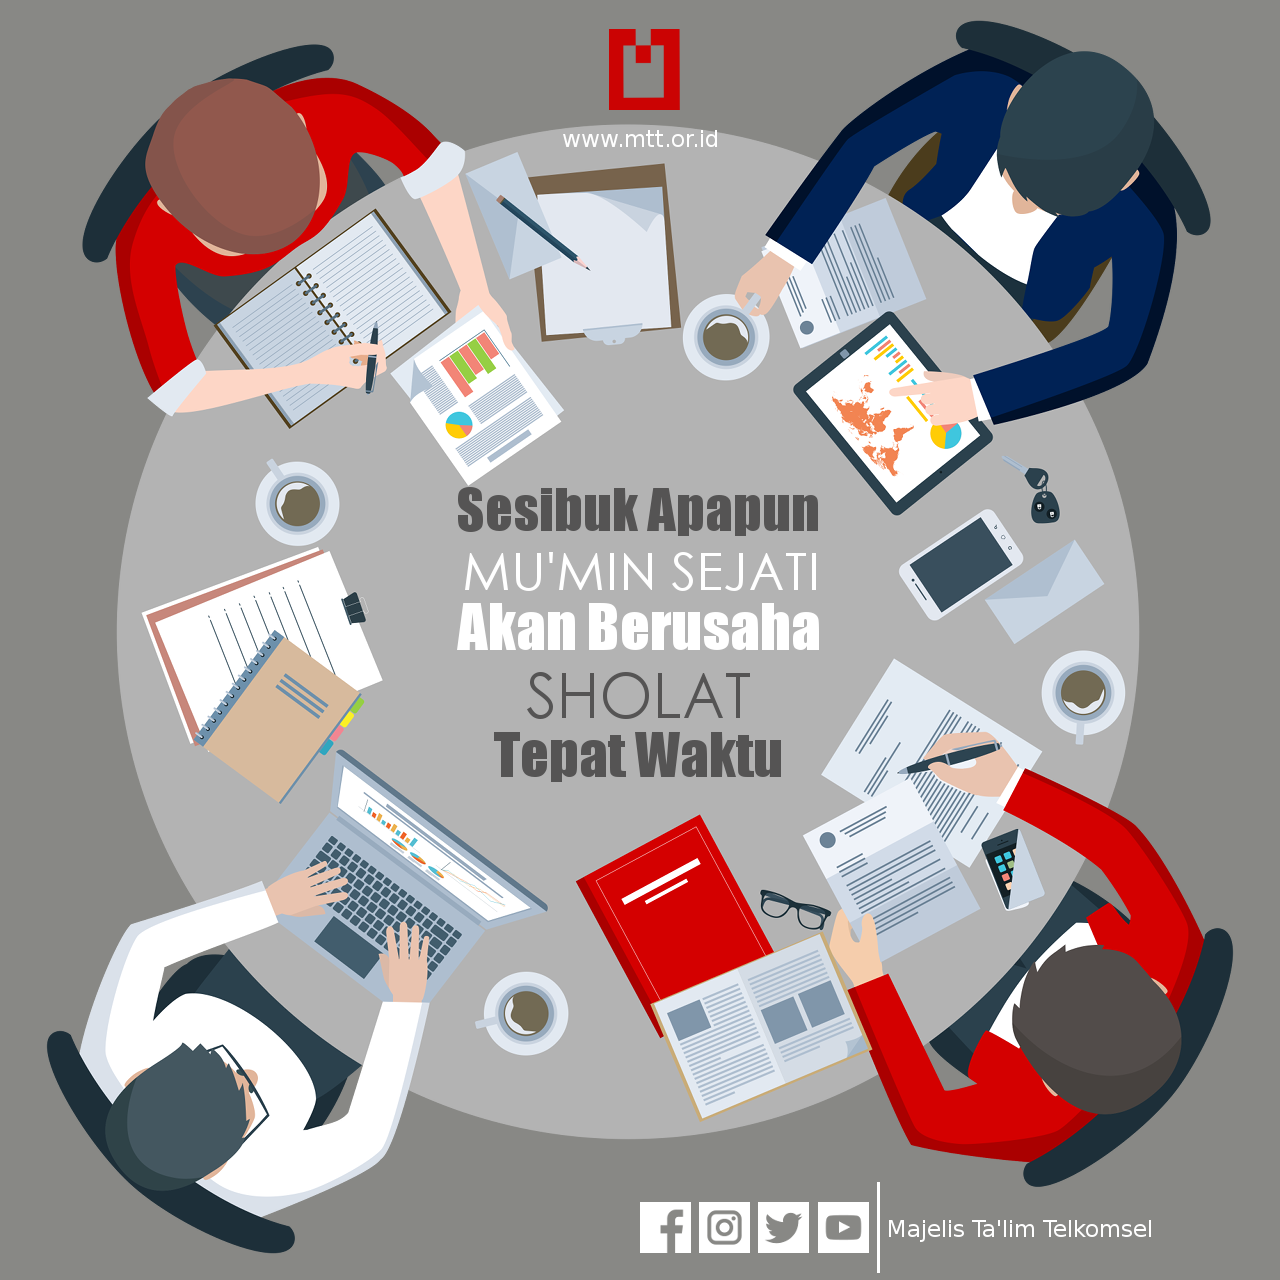 www.mtt.or.id
Sesibuk Apapun
MU'MIN SEJATI
Akan Berusaha
SHOLAT
Tepat Waktu
Majelis Ta'lim Telkomsel